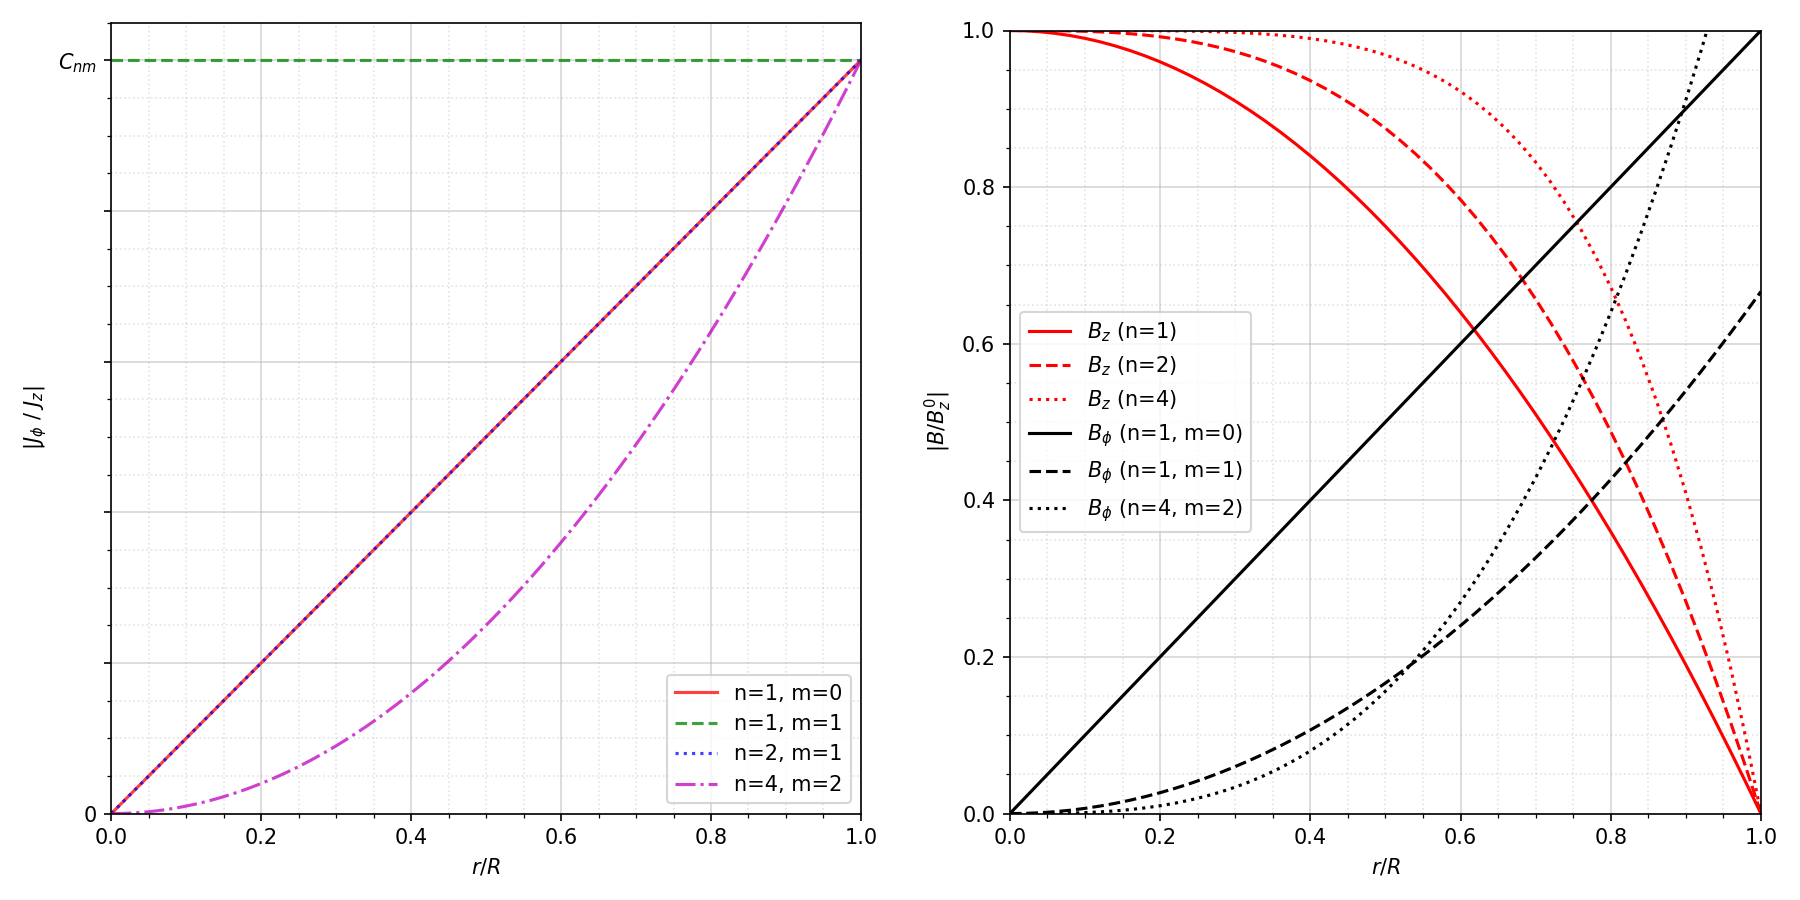 C_{nm}
0
|J_ϕ / J_z|
0.0 0.2 0.4 0.6 0.8 1.0
r/R
n=1, m=0
n=1, m=1
n=2, m=1
n=4, m=2
1.0
0.8
0.6
0.4
0.2
0.0
|B/B_z^0|
0.0 0.2 0.4 0.6 0.8 1.0
r/R
B_z (n=1)
B_z (n=2)
B_z (n=4)
B_ϕ (n=1, m=0)
B_ϕ (n=1, m=1)
B_ϕ (n=4, m=2)